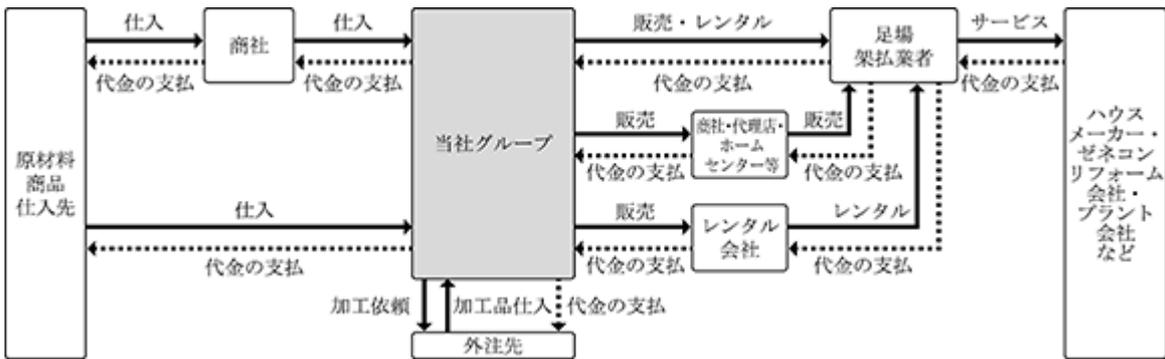 仕入
商社
仕入
代金の支払
代金の支払
原材料
商品
仕入先
仕入
代金の支払
当社グループ
加工依頼
加工品仕入
代金の支払
外注先
販売・レンタル
代金の支払
足場
架払業者
販売
商社・代理店・
ホーム
センター等
販売
代金の支払
代金の支払
販売
レンタル
会社
レンタル
代金の支払
代金の支払
サービス
代金の支払
ハウス
メーカー・
ゼネコン
リフォーム
会社・
プラント
会社
など